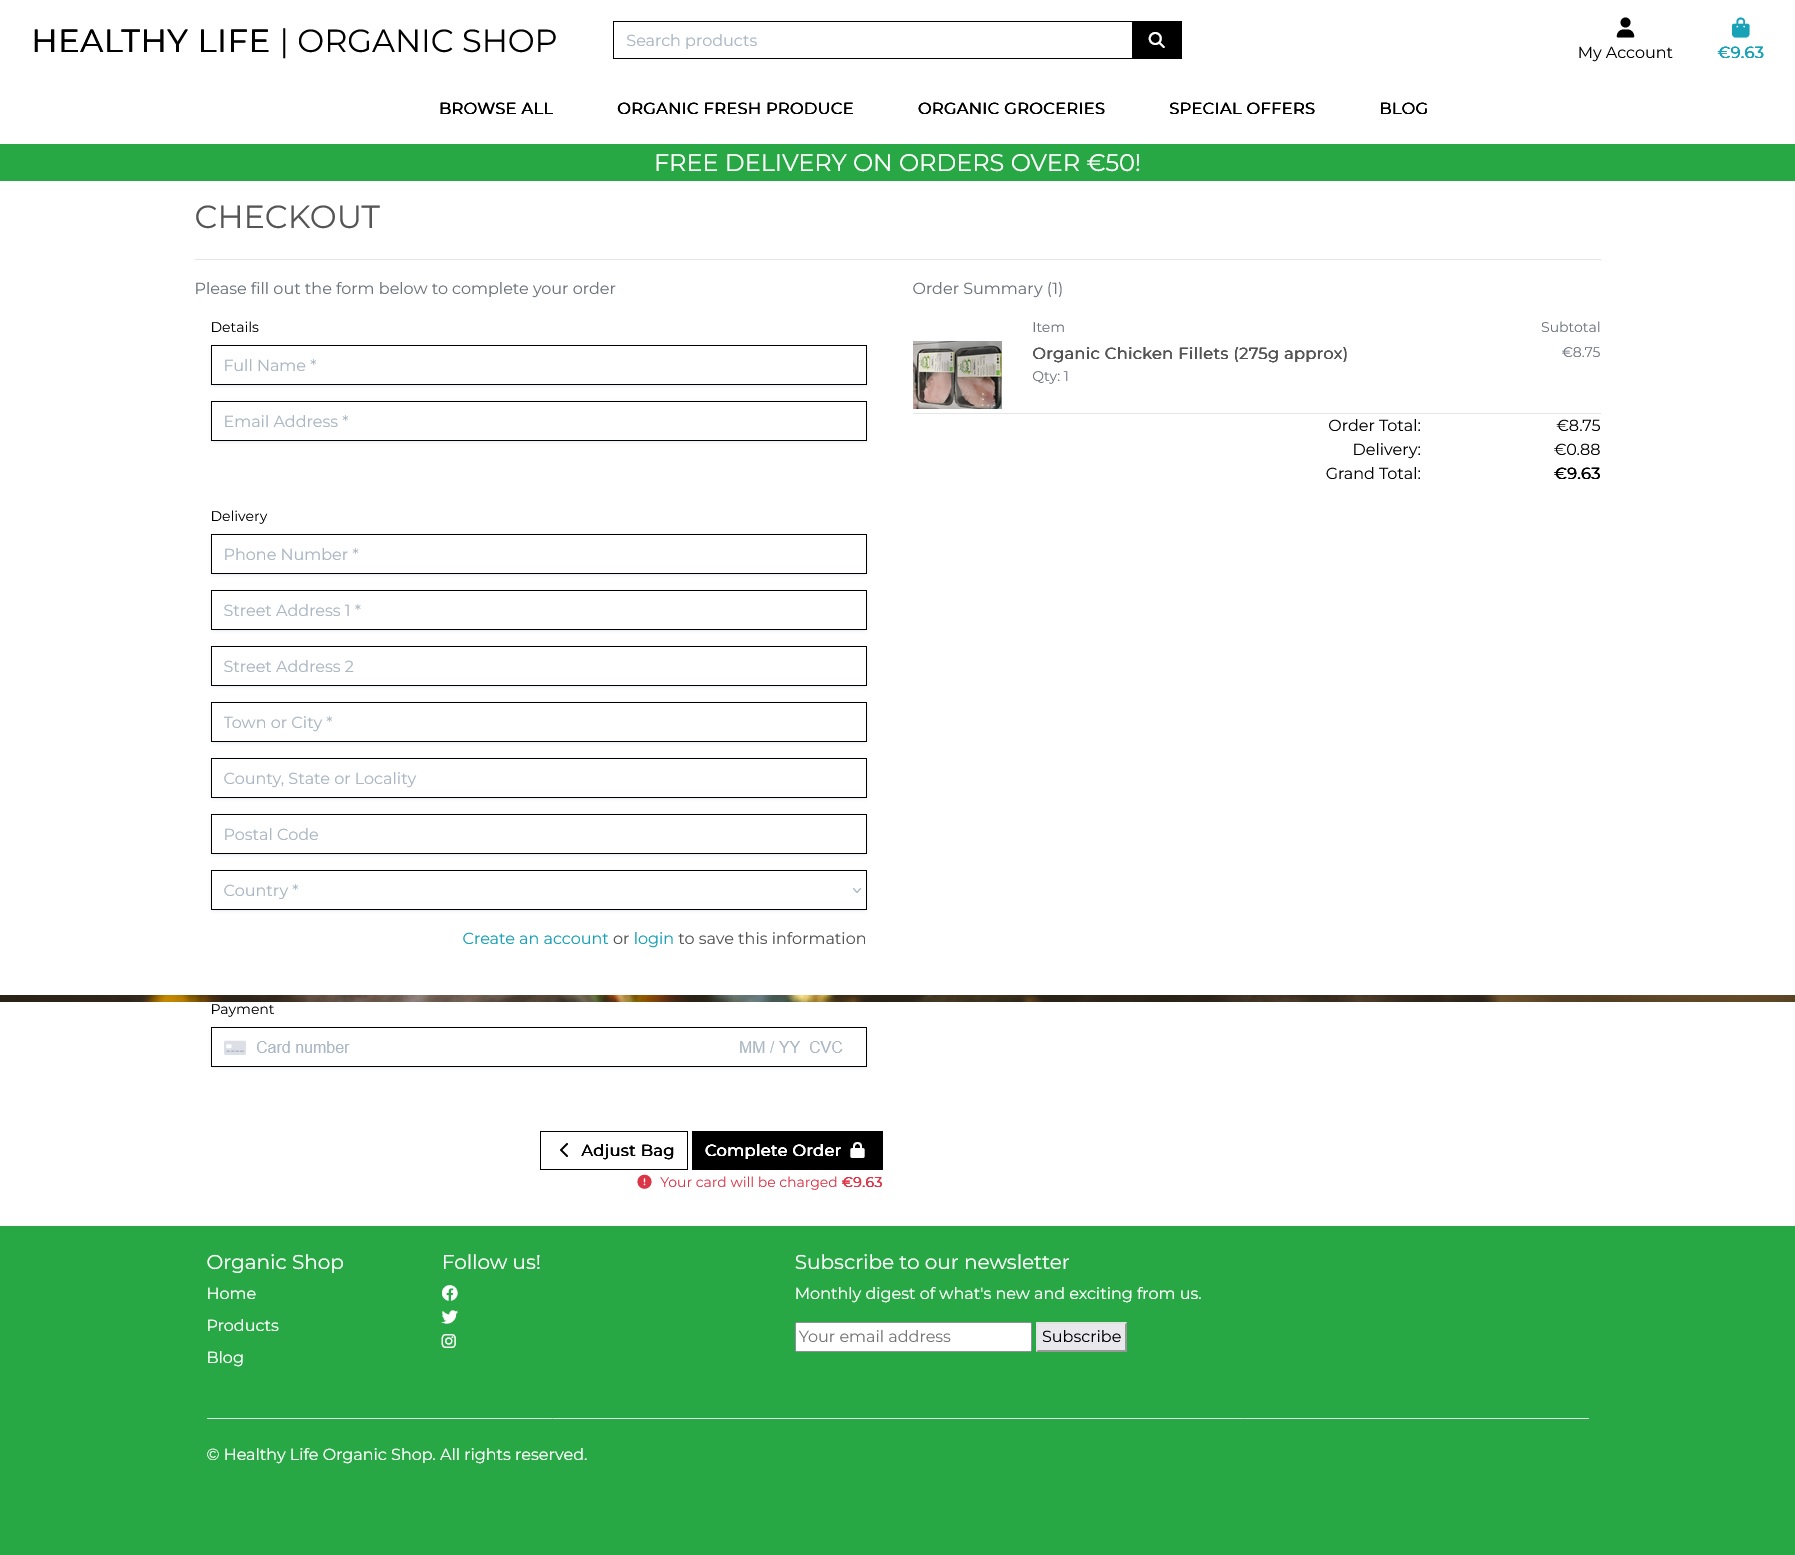 HEALTHY LIFE | ORGANIC SHOP
Search products
My Account
€9.63
BROWSE ALL
ORGANIC FRESH PRODUCE
ORGANIC GROCERIES
SPECIAL OFFERS
BLOG
FREE DELIVERY ON ORDERS OVER €50!
CHECKOUT
Please fill out the form below to complete your order
Details
Full Name *
Email Address *
Delivery
Phone Number *
Street Address 1 *
Street Address 2
Town or City *
County, State or Locality
Postal Code
Country *
Create an account or login to save this information
Payment
Card number MM / YY CVC
Adjust Bag
Complete Order
Your card will be charged €9.63
Order Summary (1)
Item Subtotal
Organic Chicken Fillets (275g approx) €8.75
Qty: 1
Order Total: €8.75
Delivery: €0.88
Grand Total: €9.63
Organic Shop
Home
Products
Blog
Follow us!
Subscribe to our newsletter
Monthly digest of what's new and exciting from us.
Your email address
Subscribe
© Healthy Life Organic Shop. All rights reserved.